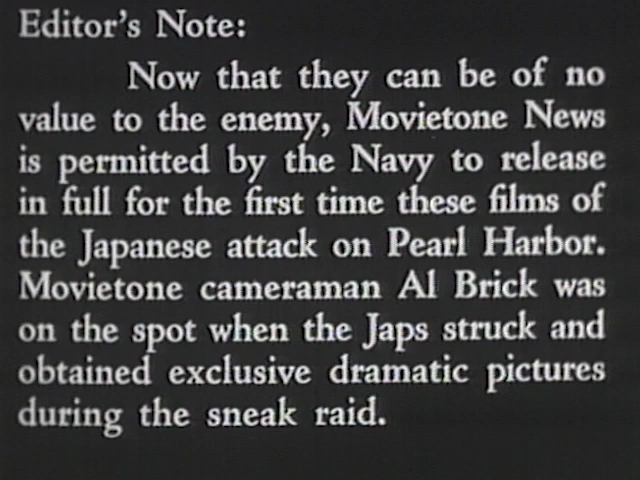 Editor's Note:
Now that they can be of no
value to the enemy, Movietone News
is permitted by the Navy to release
in full for the first time these films of
the Japanese attack on Pearl Harbor.
Movietone cameraman Al Brick was
on the spot when the Japs struck and
obtained exclusive dramatic pictures
during the sneak raid.